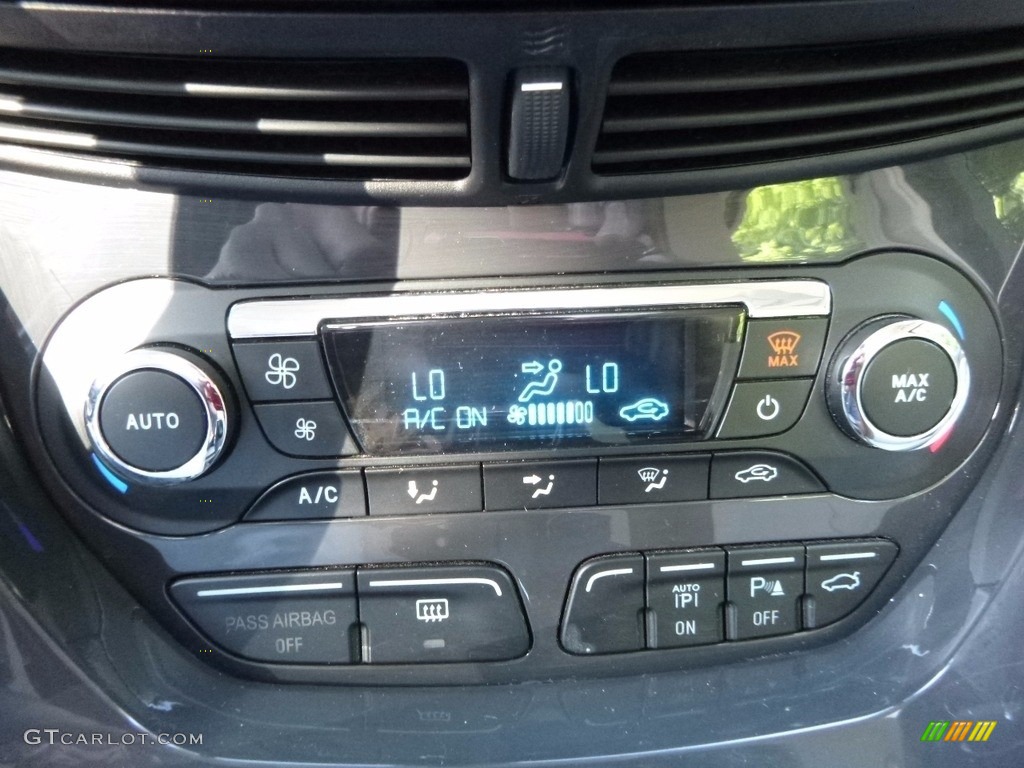 MAX
AUTO
LO
LO
A/C ON
MAX
A/C
A/C
PASS AIRBAG
OFF
AUTO
P
ON
P
OFF
GTCARLOT.COM